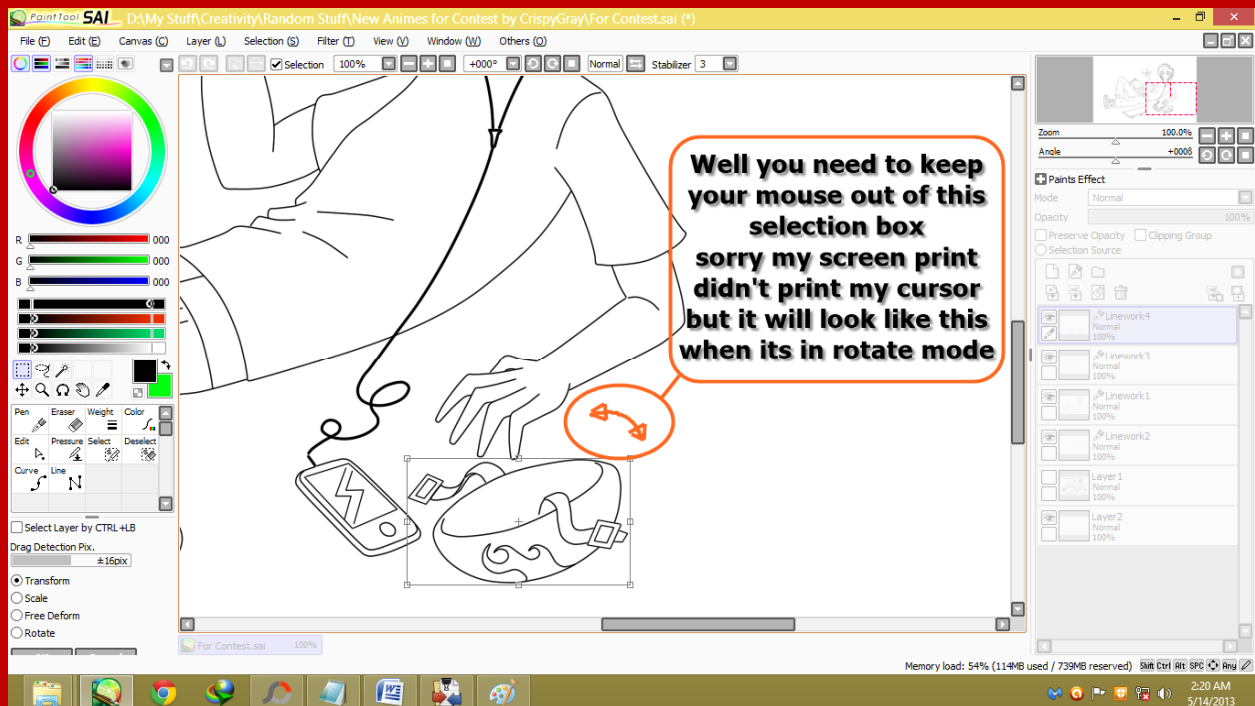 PaintTool SAI D:\My Stuff\Creativity\Random Stuff\New Animes for Contest by CrispyGray\For Contest.sai (*)
File (F) Edit (E) Canvas (C) Layer (L) Selection (S) Filter (T) View (V) Window (W) Others (O)
Selection 100% +000° Normal Stabilizer 3
Well you need to keep
your mouse out of this
selection box
sorry my screen print
didn't print my cursor
but it will look like this
when its in rotate mode
R 000
G 000
B 000
Pen Eraser Weight Color
Edit Pressure Select Deselect
Curve Line
Select Layer by CTRL+LB
Drag Detection Pix.
±16pix
Transform
Scale
Free Deform
Rotate
For Contest.sai 100%
Zoom 100.0%
Angle +000
Paints Effect
Mode Normal
Opacity 100%
Preserve Opacity Clipping Group
Selection Source
Linework4
Normal
100%
Linework3
Normal
100%
Linework1
Normal
100%
Linework2
Normal
100%
Layer1
Normal
100%
Layer2
Normal
100%
Memory load: 54% (114MB used / 739MB reserved) Shift Ctrl Alt SPC Any
2:20 AM
5/14/2013